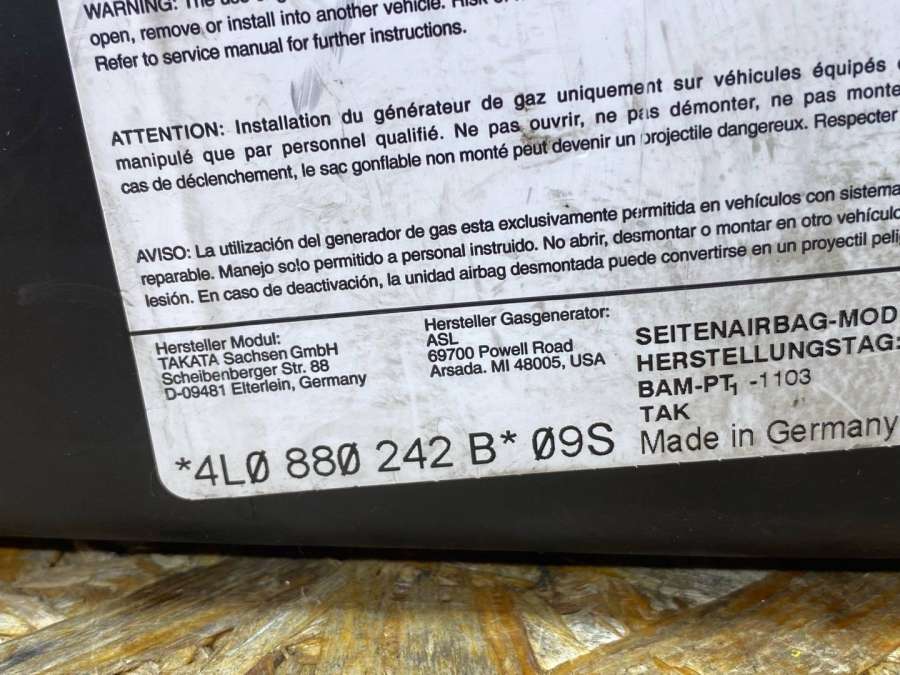 WARNING: The
open, remove or install into another vehicle.
Refer to service manual for further instructions.
ATTENTION: Installation du générateur de gaz uniquement sur véhicules équipés
manipulé que par personnel qualifié. Ne pas ouvrir, ne pas démonter, ne pas monte
cas de déclenchement, le sac gonflable non monté peut devenir un projectile dangereux. Respecter
AVISO: La utilización del generador de gas esta exclusivamente permitida en vehículos con sistema
reparable. Manejo solo permitido a personal instruido. No abrir, desmontar o montar en otro vehículo
lesión. En caso de deactivación, la unidad airbag desmontada puede convertirse en un proyectil peli
Hersteller Modul:
TAKATA Sachsen GmbH
Scheibenberger Str. 88
D-09481 Elterlein, Germany
Hersteller Gasgenerator:
ASL
69700 Powell Road
Arsada. MI 48005, USA
SEITENAIRBAG-MOD
HERSTELLUNGSTAG:
BAM-PT1 -1103
TAK
Made in Germany
*4L0 880 242 B* 09S